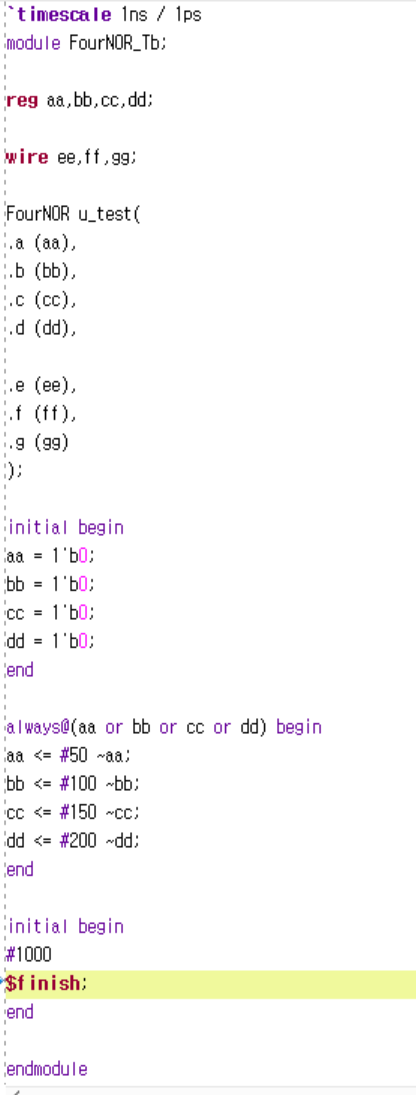 `timescale 1ns / 1ps
module FourNOR_Tb;
reg aa,bb,cc,dd;
wire ee,ff,gg;
FourNOR u_test(
.a (aa),
.b (bb),
.c (cc),
.d (dd),
.e (ee),
.f (ff),
.g (gg)
);
initial begin
aa = 1'b0;
bb = 1'b0;
cc = 1'b0;
dd = 1'b0;
end
always@(aa or bb or cc or dd) begin
aa <= #50 ~aa;
bb <= #100 ~bb;
cc <= #150 ~cc;
dd <= #200 ~dd;
end
initial begin
#1000
$finish;
end
endmodule